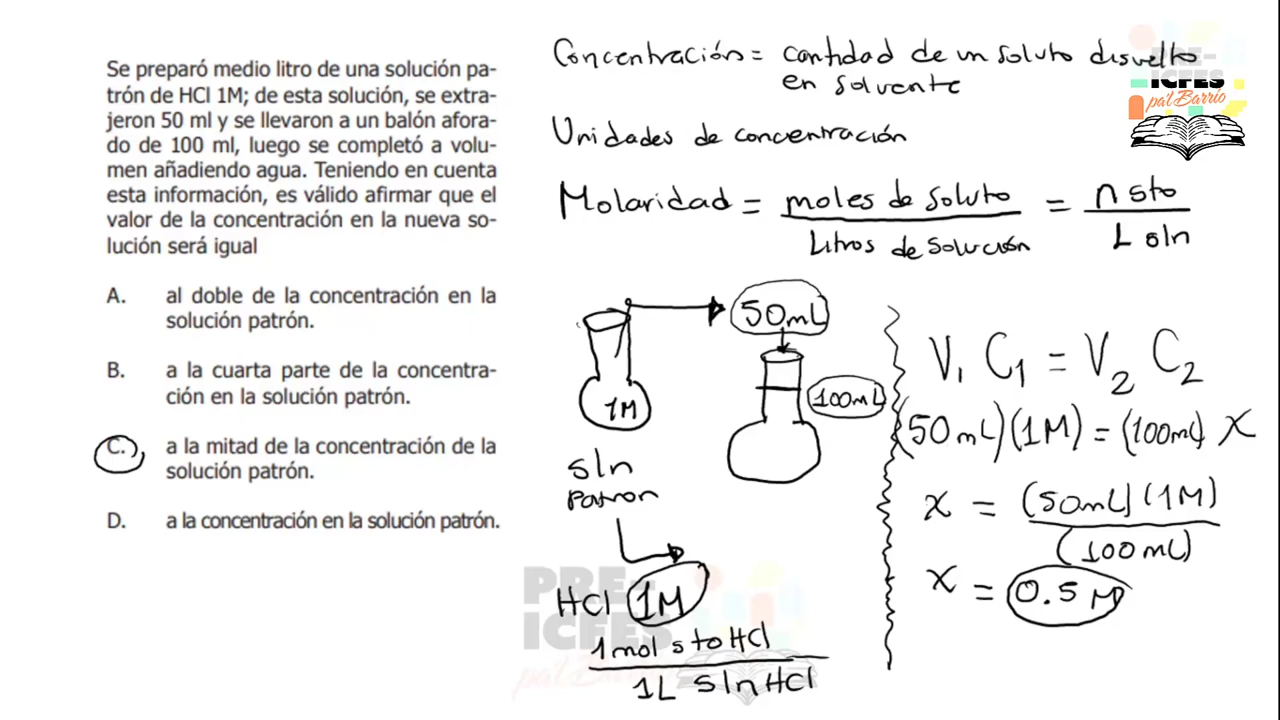 Se preparó medio litro de una solución pa-
trón de HCl 1M; de esta solución, se extra-
jeron 50 ml y se llevaron a un balón afora-
do de 100 ml, luego se completó a volu-
men añadiendo agua. Teniendo en cuenta
esta información, es válido afirmar que el
valor de la concentración en la nueva so-
lución será igual
A. al doble de la concentración en la
solución patrón.
B. a la cuarta parte de la concentra-
ción en la solución patrón.
C. a la mitad de la concentración de la
solución patrón.
D. a la concentración en la solución patrón.
Concentración = cantidad de un soluto disuelto
en solvente
Unidades de concentración
Molaridad = moles de soluto / Litros de solución = n sto / L sln
50mL
1M
100mL
sln
Patron
HCl 1M
1mol sto HCl
1L sln HCl
V1 C1 = V2 C2
(50mL)(1M) = (100mL) X
x = (50mL)(1M) / (100mL)
x = 0.5 M
PRE-
ICFES
pa'l Barrio
PRE-
ICFES
pa'l Barrio